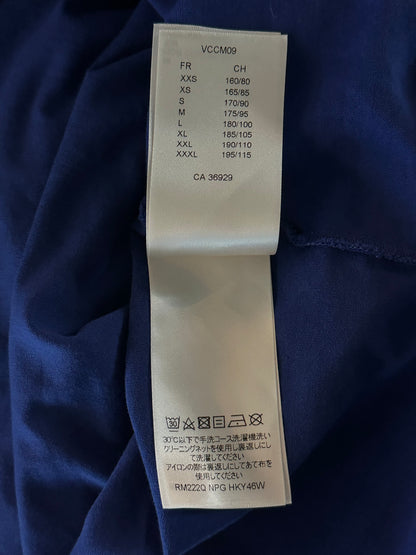 VCCM09
FR CH
XXS 160/80
XS 165/85
S 170/90
M 175/95
L 180/100
XL 185/105
XXL 190/110
XXXL 195/115
CA 36929
30
30℃以下で手洗コース洗濯機洗い
クリーニングネットを使用し裏返しにし
て洗濯してください
アイロンの際は裏返しにしてあて布を
使用してください
RM222Q NPG HKY46W